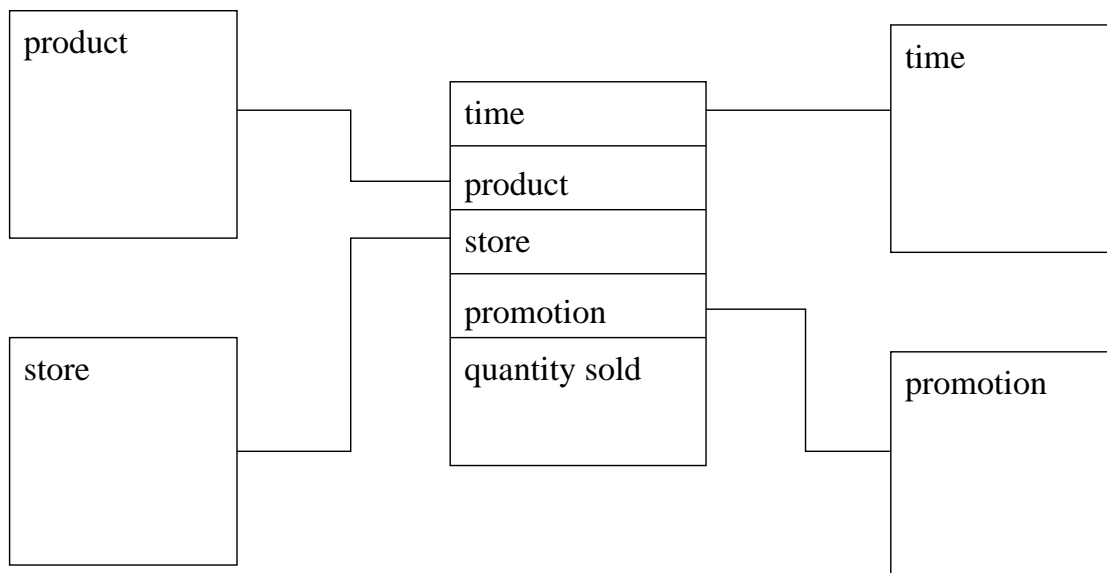 product
store
time
product
store
promotion
quantity sold
time
promotion